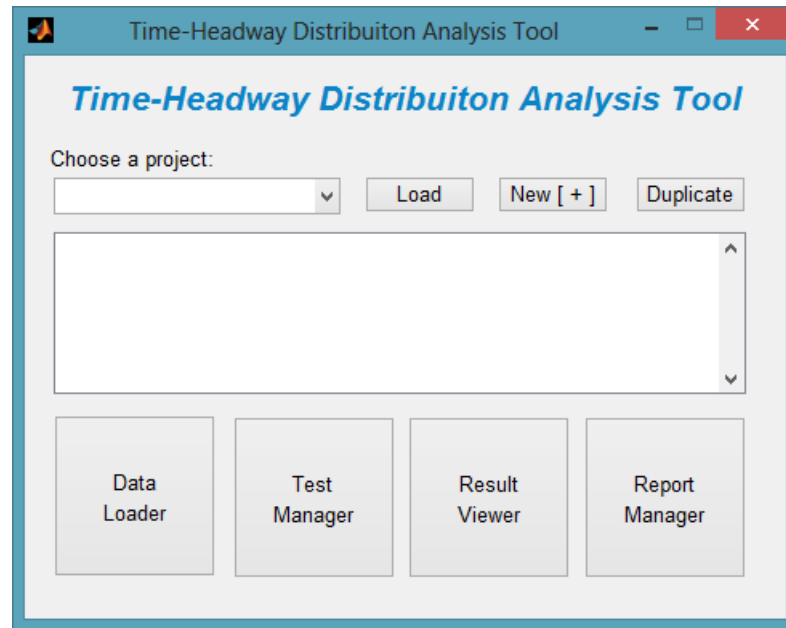 Time-Headway Distribuiton Analysis Tool
Time-Headway Distribuiton Analysis Tool
Choose a project:
Load New [ + ] Duplicate
Data Loader
Test Manager
Result Viewer
Report Manager